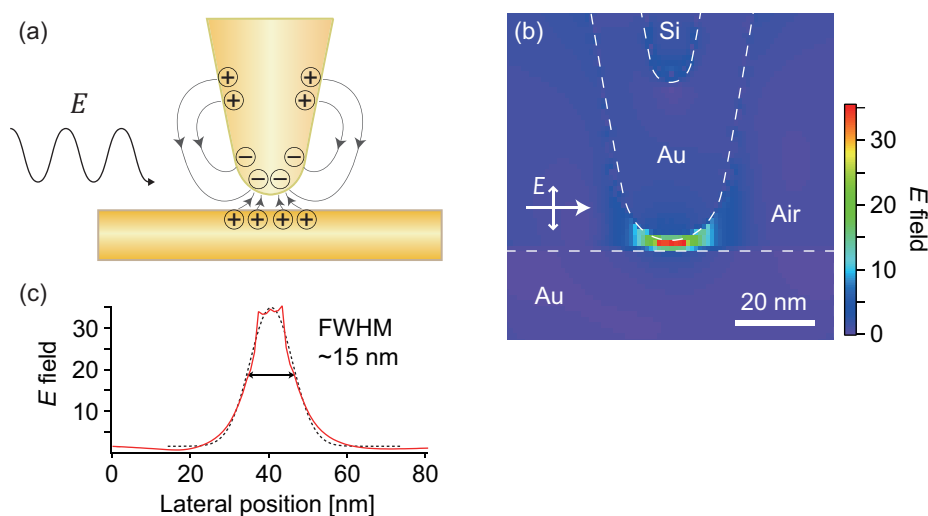 (a)
E
+
+
+
+
−
−
−
−
+ + + +
(b)
Si
Au
E
Air
Au
20 nm
30
20
10
0
E field
(c)
30
20
10
E field
FWHM
~15 nm
0 20 40 60 80
Lateral position [nm]